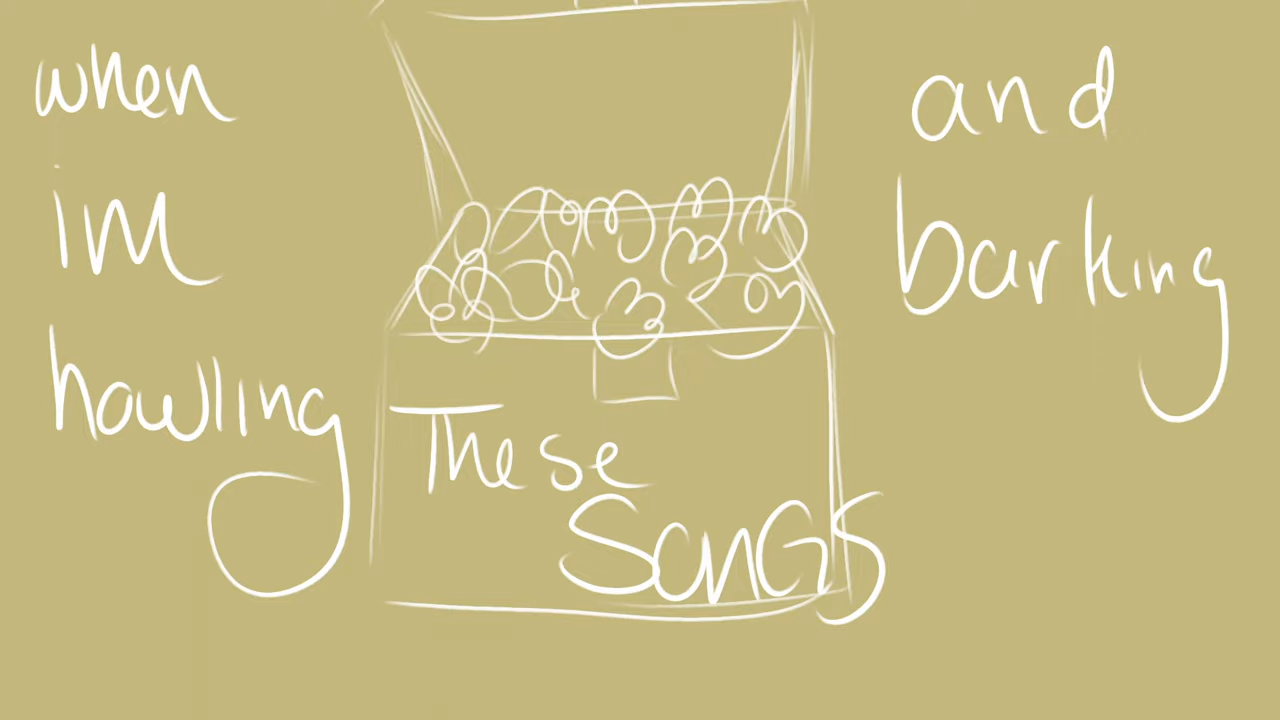 when
im
howling
and
barking
These
SonGS